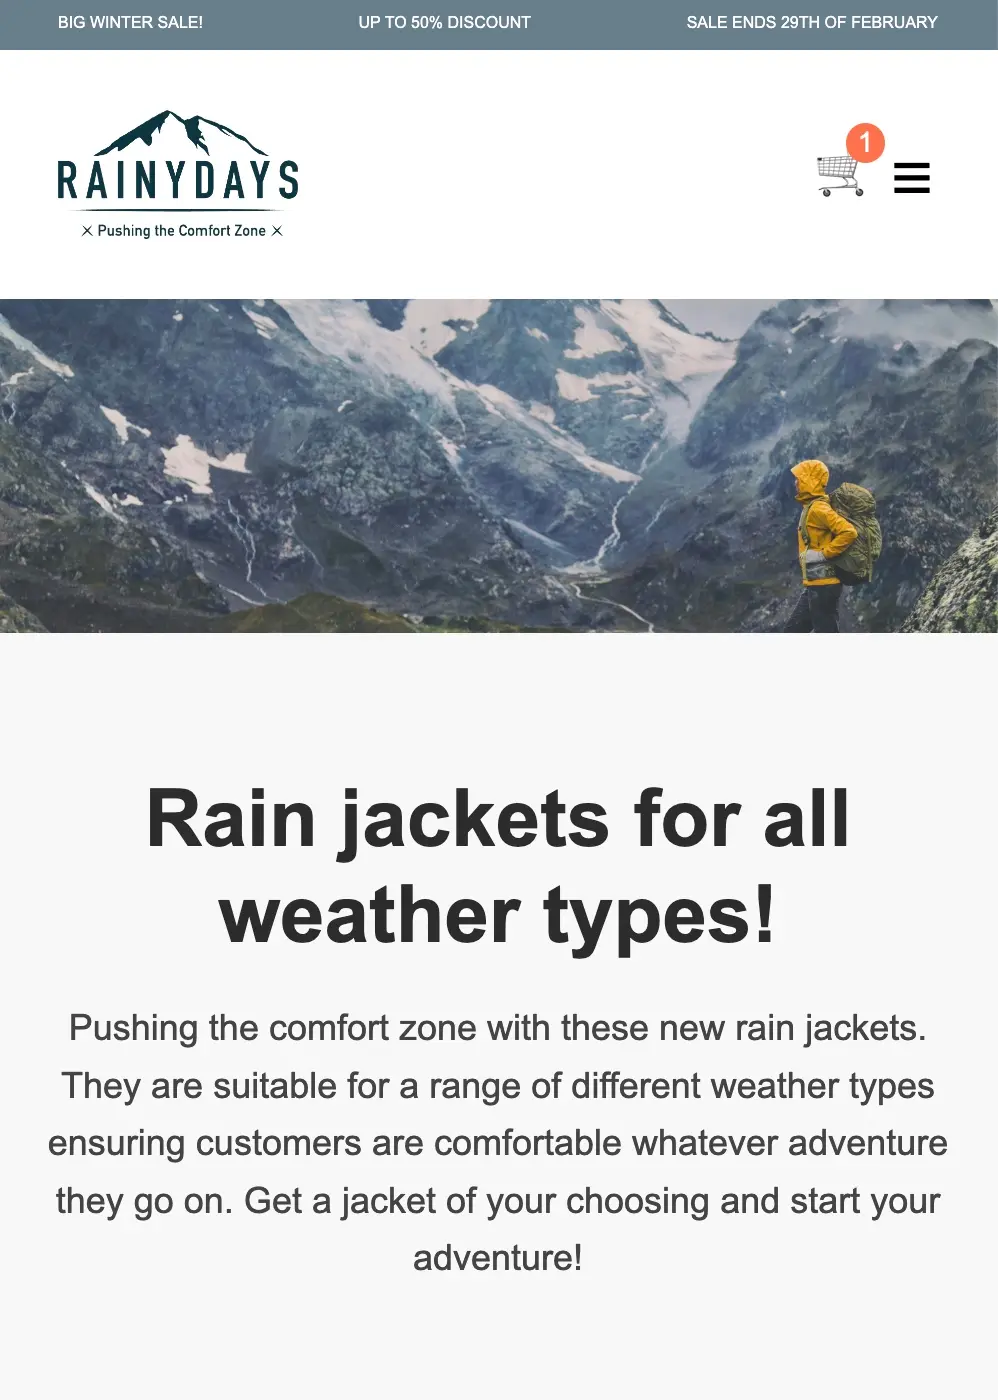 BIG WINTER SALE!
UP TO 50% DISCOUNT
SALE ENDS 29TH OF FEBRUARY
RAINYDAYS
Pushing the Comfort Zone
1
Rain jackets for all
weather types!
Pushing the comfort zone with these new rain jackets.
They are suitable for a range of different weather types
ensuring customers are comfortable whatever adventure
they go on. Get a jacket of your choosing and start your
adventure!